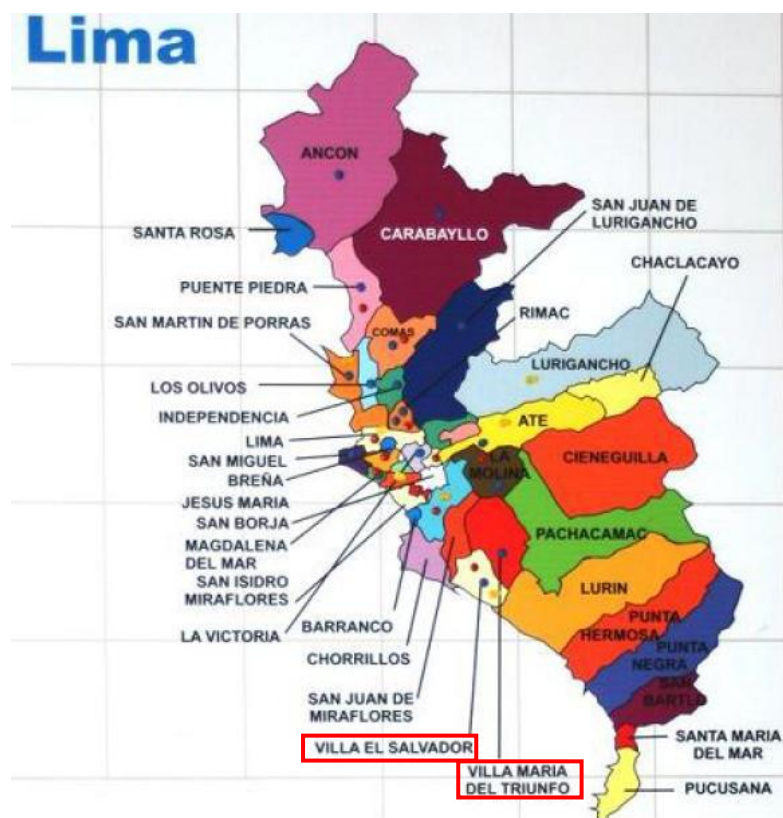 Lima
ANCON
SAN JUAN DE
LURIGANCHO
SANTA ROSA
CARABAYLLO
CHACLACAYO
PUENTE PIEDRA
RIMAC
SAN MARTIN DE PORRAS
COMAS
LURIGANCHO
LOS OLIVOS
INDEPENDENCIA
ATE
LIMA
LA
MOLINA
CIENEGUILLA
SAN MIGUEL
BREÑA
JESUS MARIA
SAN BORJA
PACHACAMAC
MAGDALENA
DEL MAR
SAN ISIDRO
MIRAFLORES
LURIN
LA VICTORIA
BARRANCO
CHORRILLOS
PUNTA
HERMOSA
PUNTA
NEGRA
SAN
BARTLO
SAN JUAN DE
MIRAFLORES
VILLA EL SALVADOR
VILLA MARIA
DEL TRIUNFO
SANTA MARIA
DEL MAR
PUCUSANA